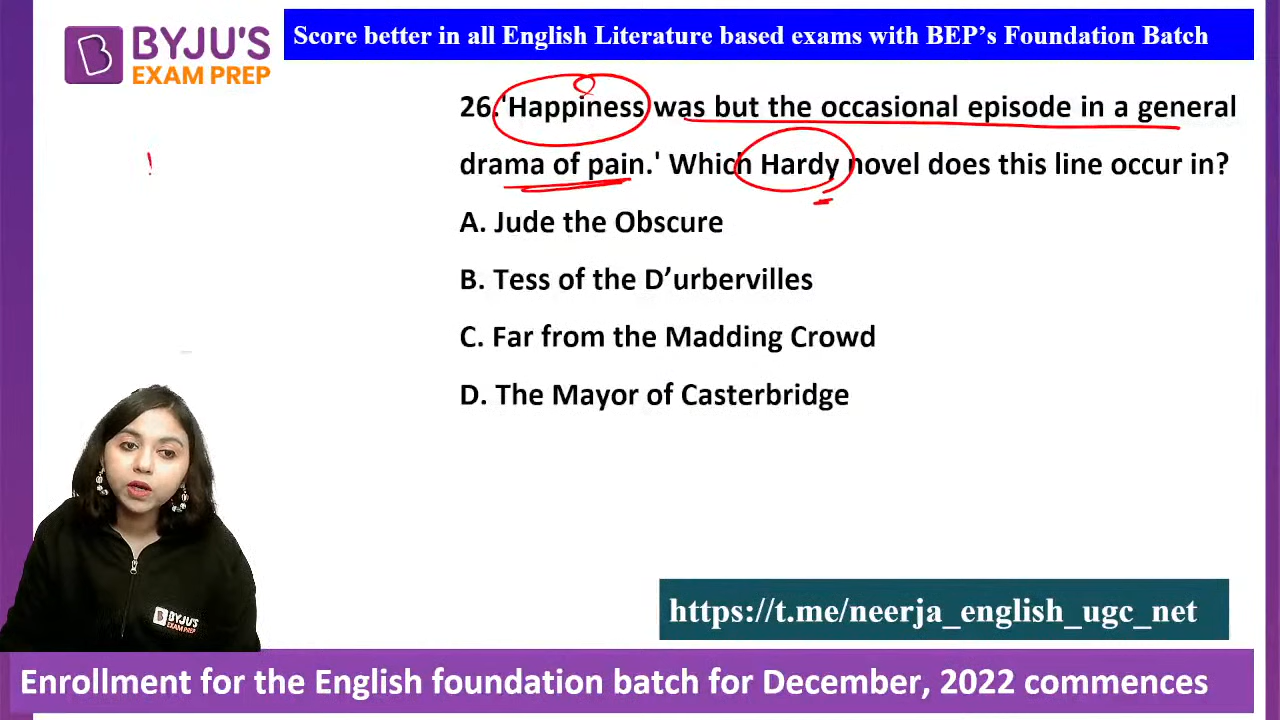 BYJU'S
EXAM PREP
Score better in all English Literature based exams with BEP's Foundation Batch
26.'Happiness was but the occasional episode in a general
drama of pain.' Which Hardy novel does this line occur in?
A. Jude the Obscure
B. Tess of the D’urbervilles
C. Far from the Madding Crowd
D. The Mayor of Casterbridge
BYJU'S
EXAM PREP
https://t.me/neerja_english_ugc_net
Enrollment for the English foundation batch for December, 2022 commences